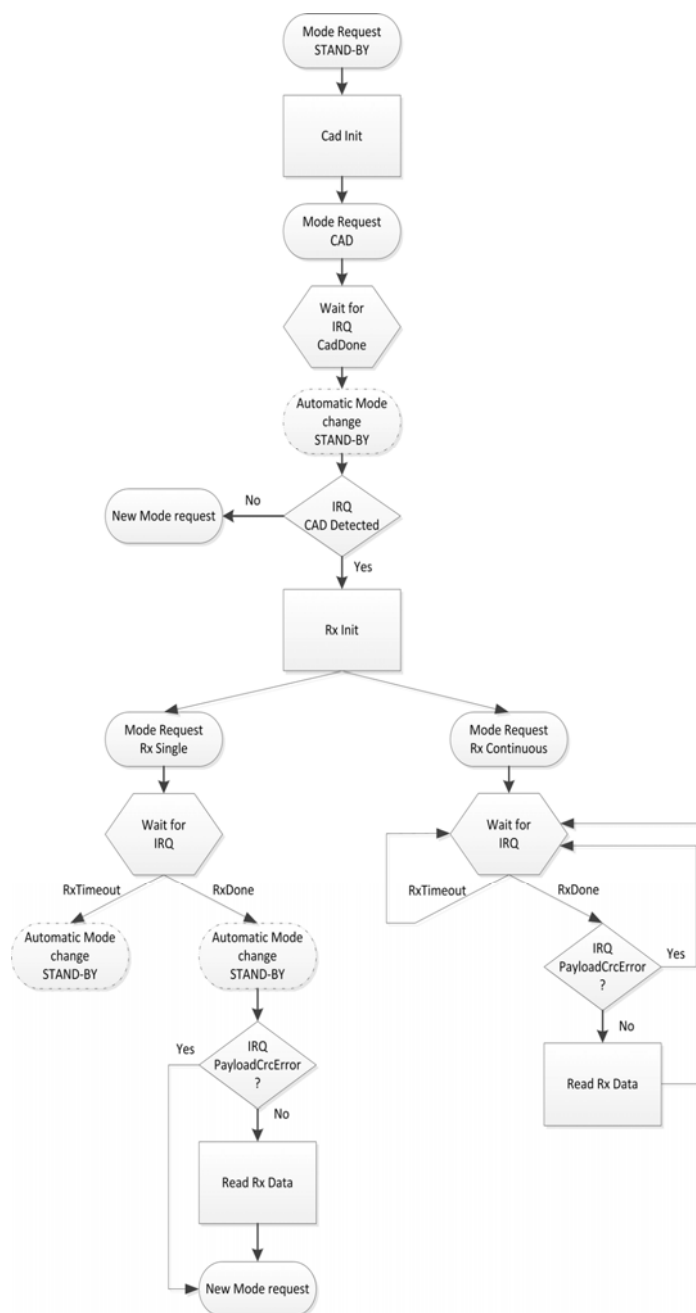 Mode Request
STAND-BY
Cad Init
Mode Request
CAD
Wait for
IRQ
CadDone
Automatic Mode
change
STAND-BY
No
New Mode request
IRQ
CAD Detected
Yes
Rx Init
Mode Request
Rx Single
Mode Request
Rx Continuous
Wait for
IRQ
Wait for
IRQ
RxTimeout
RxDone
RxTimeout
RxDone
Automatic Mode
change
STAND-BY
Automatic Mode
change
STAND-BY
IRQ
PayloadCrcError
?
Yes
No
Read Rx Data
Yes
IRQ
PayloadCrcError
?
No
Read Rx Data
New Mode request